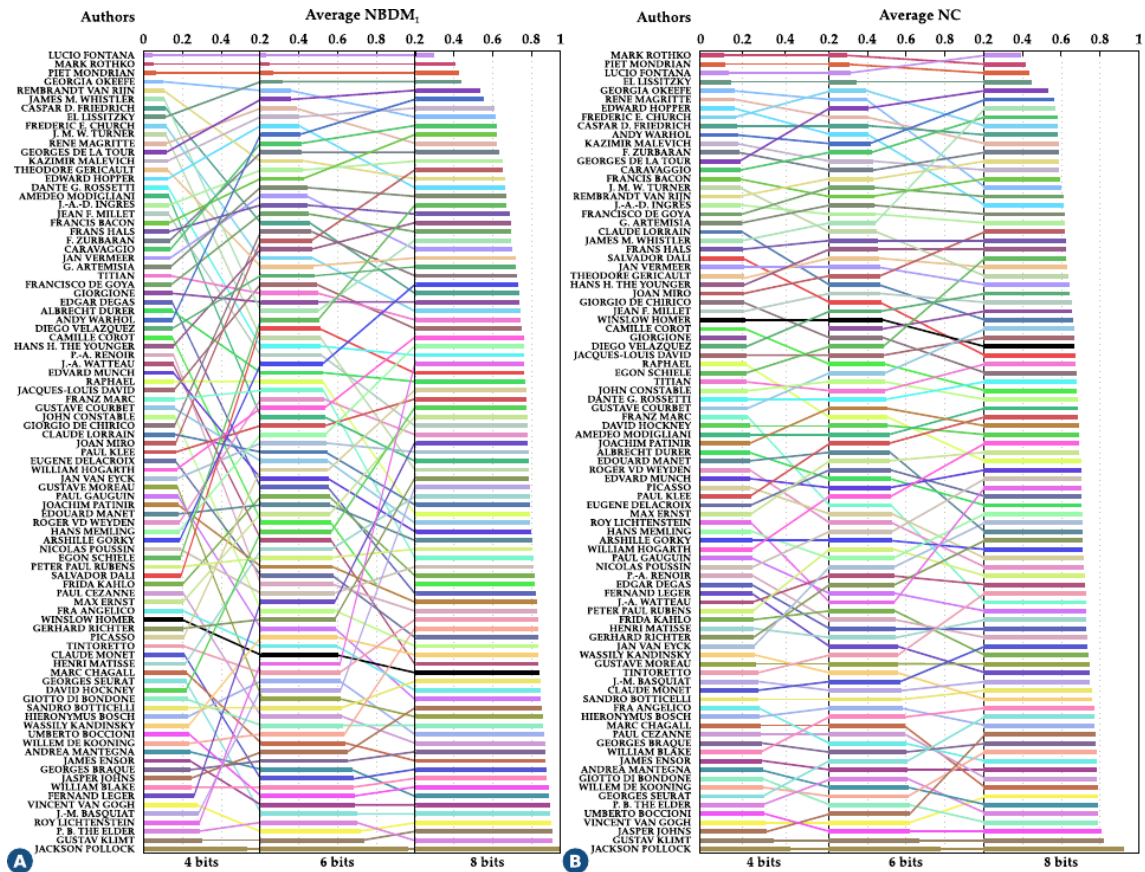 Authors
Average NBDM1
0 0.2 0.2 0.2 0.4 0.6 0.2 0.4 0.6 0.8 1
LUCIO FONTANA
MARK ROTHKO
PIET MONDRIAN
GEORGIA OKEEFE
REMBRANDT VAN RIJN
JAMES M. WHISTLER
CASPAR D. FRIEDRICH
EL LISSITZKY
FREDERIC E. CHURCH
J. M. W. TURNER
RENE MAGRITTE
GEORGES DE LA TOUR
KAZIMIR MALEVICH
THEODORE GERICAULT
EDWARD HOPPER
DANTE G. ROSSETTI
AMEDEO MODIGLIANI
J.-A.-D. INGRES
JEAN F. MILLET
FRANCIS BACON
FRANS HALS
F. ZURBARAN
CARAVAGGIO
JAN VERMEER
G. ARTEMISIA
TITIAN
FRANCISCO DE GOYA
GIORGIONE
EDGAR DEGAS
ALBRECHT DURER
ANDY WARHOL
DIEGO VELAZQUEZ
CAMILLE COROT
HANS H. THE YOUNGER
P.-A. RENOIR
J.-A. WATTEAU
EDVARD MUNCH
RAPHAEL
JACQUES-LOUIS DAVID
FRANZ MARC
GUSTAVE COURBET
JOHN CONSTABLE
GIORGIO DE CHIRICO
CLAUDE LORRAIN
JOAN MIRO
PAUL KLEE
EUGENE DELACROIX
WILLIAM HOGARTH
JAN VAN EYCK
GUSTAVE MOREAU
PAUL GAUGUIN
JOACHIM PATINIR
EDOUARD MANET
ROGER VD WEYDEN
HANS MEMLING
ARSHILLE GORKY
NICOLAS POUSSIN
EGON SCHIELE
PETER PAUL RUBENS
SALVADOR DALI
FRIDA KAHLO
PAUL CEZANNE
MAX ERNST
FRA ANGELICO
WINSLOW HOMER
GERHARD RICHTER
PICASSO
TINTORETTO
CLAUDE MONET
HENRI MATISSE
MARC CHAGALL
GEORGES SEURAT
DAVID HOCKNEY
GIOTTO DI BONDONE
SANDRO BOTTICELLI
HIERONYMUS BOSCH
WASSILY KANDINSKY
UMBERTO BOCCIONI
WILLEM DE KOONING
ANDREA MANTEGNA
JAMES ENSOR
GEORGES BRAQUE
JASPER JOHNS
WILLIAM BLAKE
FERNAND LEGER
VINCENT VAN GOGH
J.-M. BASQUIAT
ROY LICHTENSTEIN
P. B. THE ELDER
GUSTAV KLIMT
JACKSON POLLOCK
4 bits 6 bits 8 bits
A
Authors
Average NC
0 0.2 0.4 0.2 0.4 0.6 0.2 0.4 0.6 0.8 1
MARK ROTHKO
PIET MONDRIAN
LUCIO FONTANA
EL LISSITZKY
GEORGIA OKEEFE
RENE MAGRITTE
EDWARD HOPPER
FREDERIC E. CHURCH
CASPAR D. FRIEDRICH
ANDY WARHOL
KAZIMIR MALEVICH
F. ZURBARAN
GEORGES DE LA TOUR
CARAVAGGIO
FRANCIS BACON
J. M. W. TURNER
REMBRANDT VAN RIJN
J.-A.-D. INGRES
FRANCISCO DE GOYA
G. ARTEMISIA
CLAUDE LORRAIN
JAMES M. WHISTLER
FRANS HALS
SALVADOR DALI
JAN VERMEER
THEODORE GERICAULT
HANS H. THE YOUNGER
JOAN MIRO
GIORGIO DE CHIRICO
JEAN F. MILLET
WINSLOW HOMER
CAMILLE COROT
GIORGIONE
DIEGO VELAZQUEZ
JACQUES-LOUIS DAVID
RAPHAEL
EGON SCHIELE
TITIAN
JOHN CONSTABLE
DANTE G. ROSSETTI
GUSTAVE COURBET
FRANZ MARC
DAVID HOCKNEY
AMEDEO MODIGLIANI
JOACHIM PATINIR
ALBRECHT DURER
EDOUARD MANET
ROGER VD WEYDEN
EDVARD MUNCH
PICASSO
PAUL KLEE
EUGENE DELACROIX
MAX ERNST
ROY LICHTENSTEIN
HANS MEMLING
ARSHILLE GORKY
WILLIAM HOGARTH
PAUL GAUGUIN
NICOLAS POUSSIN
P.-A. RENOIR
EDGAR DEGAS
FERNAND LEGER
J.-A. WATTEAU
PETER PAUL RUBENS
FRIDA KAHLO
HENRI MATISSE
GERHARD RICHTER
JAN VAN EYCK
WASSILY KANDINSKY
GUSTAVE MOREAU
TINTORETTO
J.-M. BASQUIAT
CLAUDE MONET
SANDRO BOTTICELLI
FRA ANGELICO
HIERONYMUS BOSCH
MARC CHAGALL
PAUL CEZANNE
GEORGES BRAQUE
WILLIAM BLAKE
JAMES ENSOR
ANDREA MANTEGNA
GIOTTO DI BONDONE
WILLEM DE KOONING
GEORGES SEURAT
P. B. THE ELDER
UMBERTO BOCCIONI
VINCENT VAN GOGH
JASPER JOHNS
GUSTAV KLIMT
JACKSON POLLOCK
4 bits 6 bits 8 bits
B